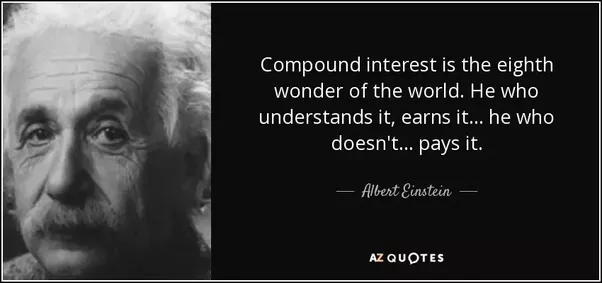 Compound interest is the eighth
wonder of the world. He who
understands it, earns it... he who
doesn't... pays it.
Albert Einstein
AZ QUOTES